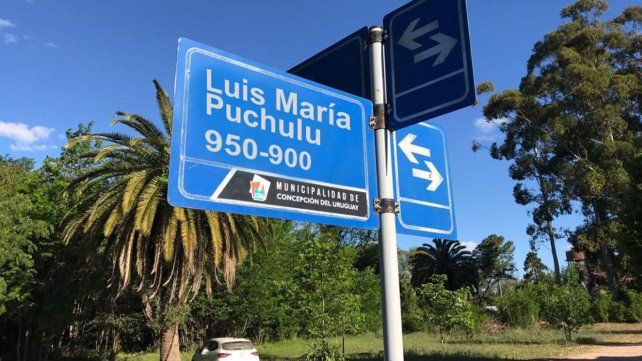 Luis María
Puchulu
950-900
MUNICIPALIDAD DE
CONCEPCIÓN DEL URUGUAY